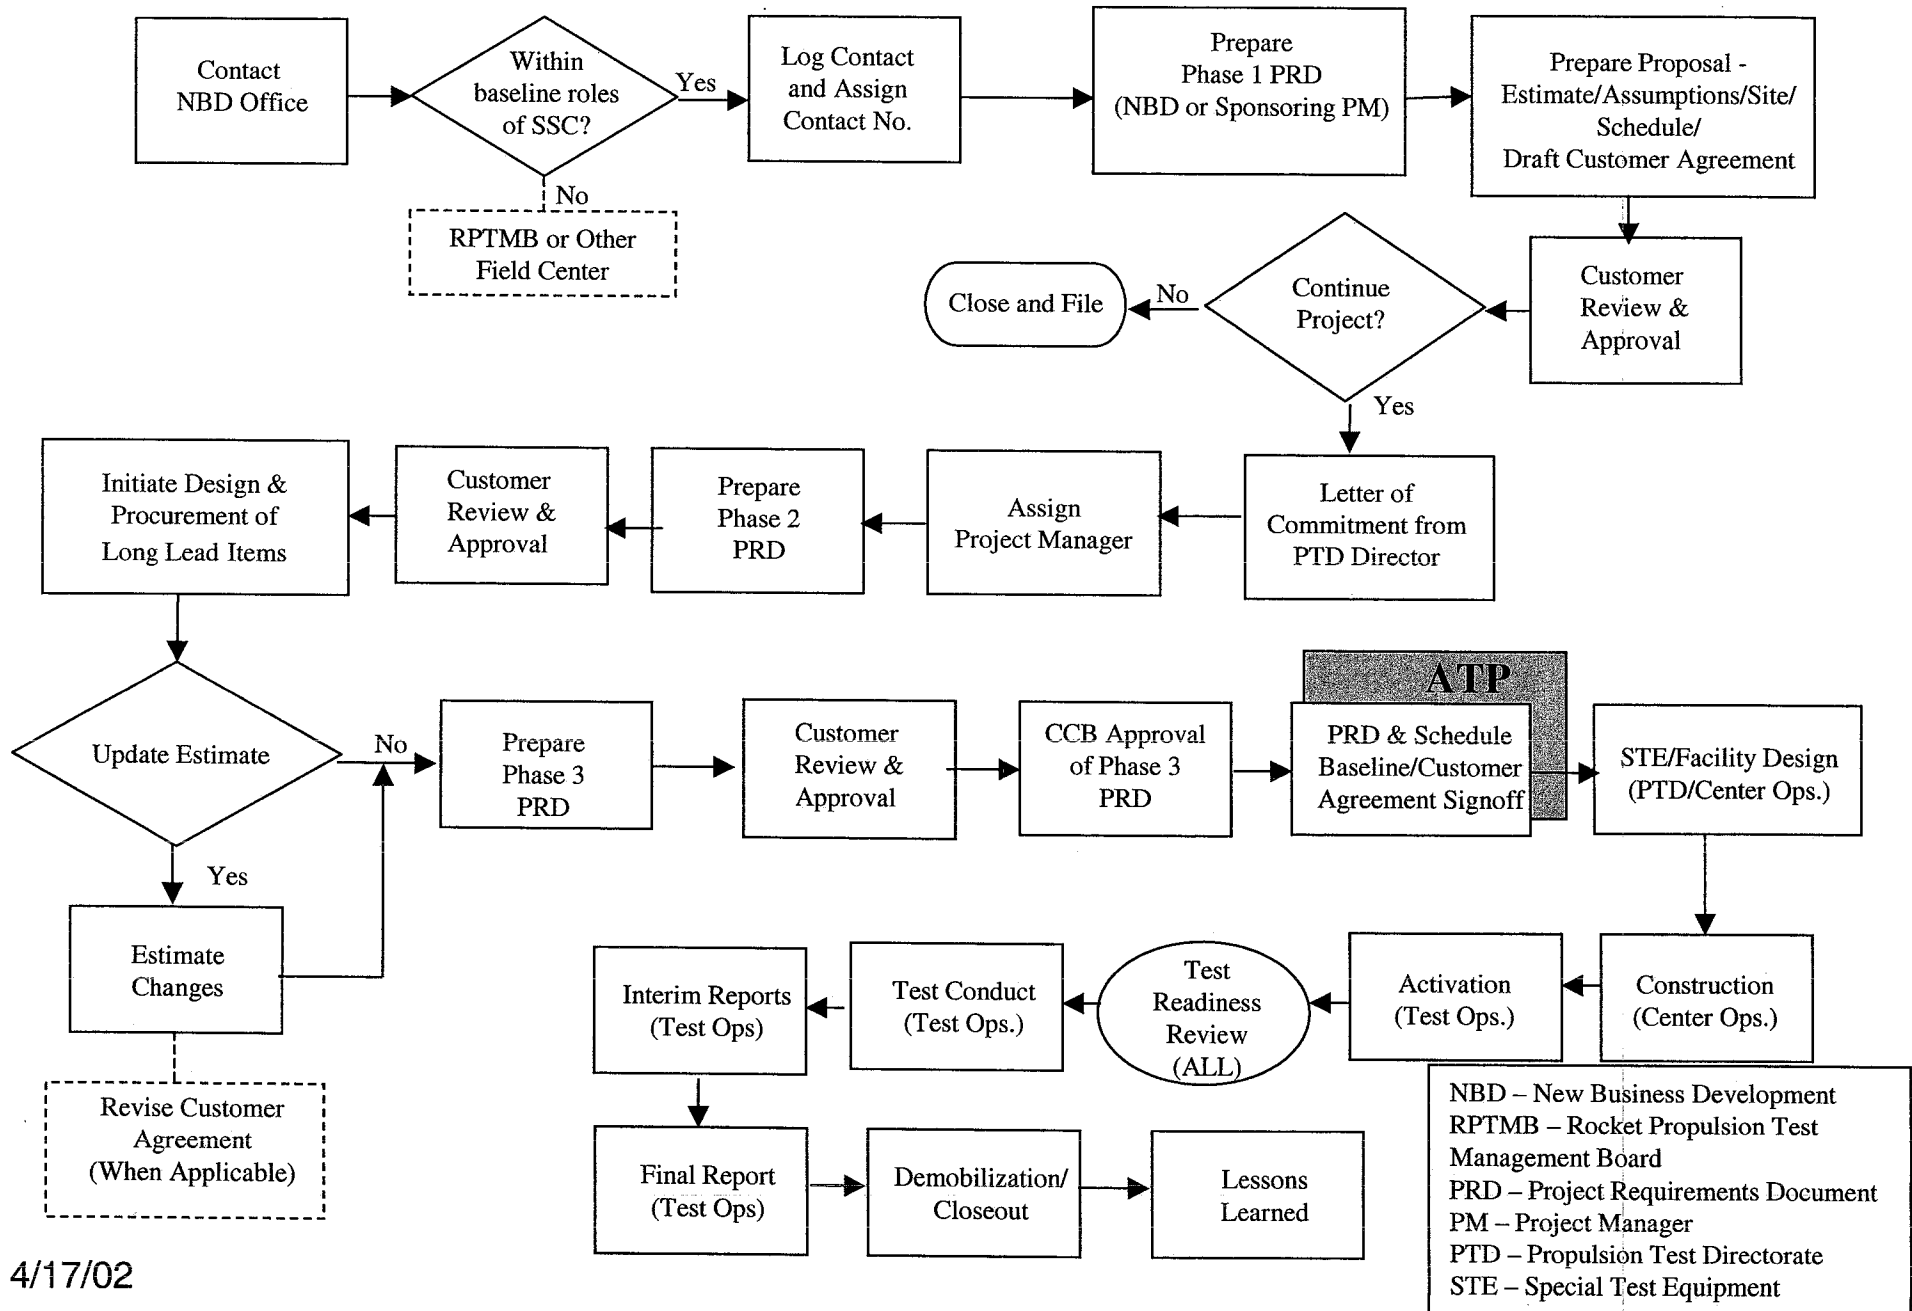 Contact
NBD Office
Within
baseline roles
of SSC?
Yes
No
RPTMB or Other
Field Center
Log Contact
and Assign
Contact No.
Prepare
Phase 1 PRD
(NBD or Sponsoring PM)
Prepare Proposal -
Estimate/Assumptions/Site/
Schedule/
Draft Customer Agreement
Customer
Review &
Approval
Continue
Project?
No
Close and File
Yes
Letter of
Commitment from
PTD Director
Assign
Project Manager
Prepare
Phase 2
PRD
Customer
Review &
Approval
Initiate Design &
Procurement of
Long Lead Items
Update Estimate
No
Yes
Estimate
Changes
Revise Customer
Agreement
(When Applicable)
Prepare
Phase 3
PRD
Customer
Review &
Approval
CCB Approval
of Phase 3
PRD
ATP
PRD & Schedule
Baseline/Customer
Agreement Signoff
STE/Facility Design
(PTD/Center Ops.)
Construction
(Center Ops.)
Activation
(Test Ops.)
Test
Readiness
Review
(ALL)
Test Conduct
(Test Ops.)
Interim Reports
(Test Ops)
Final Report
(Test Ops)
Demobilization/
Closeout
Lessons
Learned
NBD – New Business Development
RPTMB – Rocket Propulsion Test
Management Board
PRD – Project Requirements Document
PM – Project Manager
PTD – Propulsion Test Directorate
STE – Special Test Equipment
4/17/02